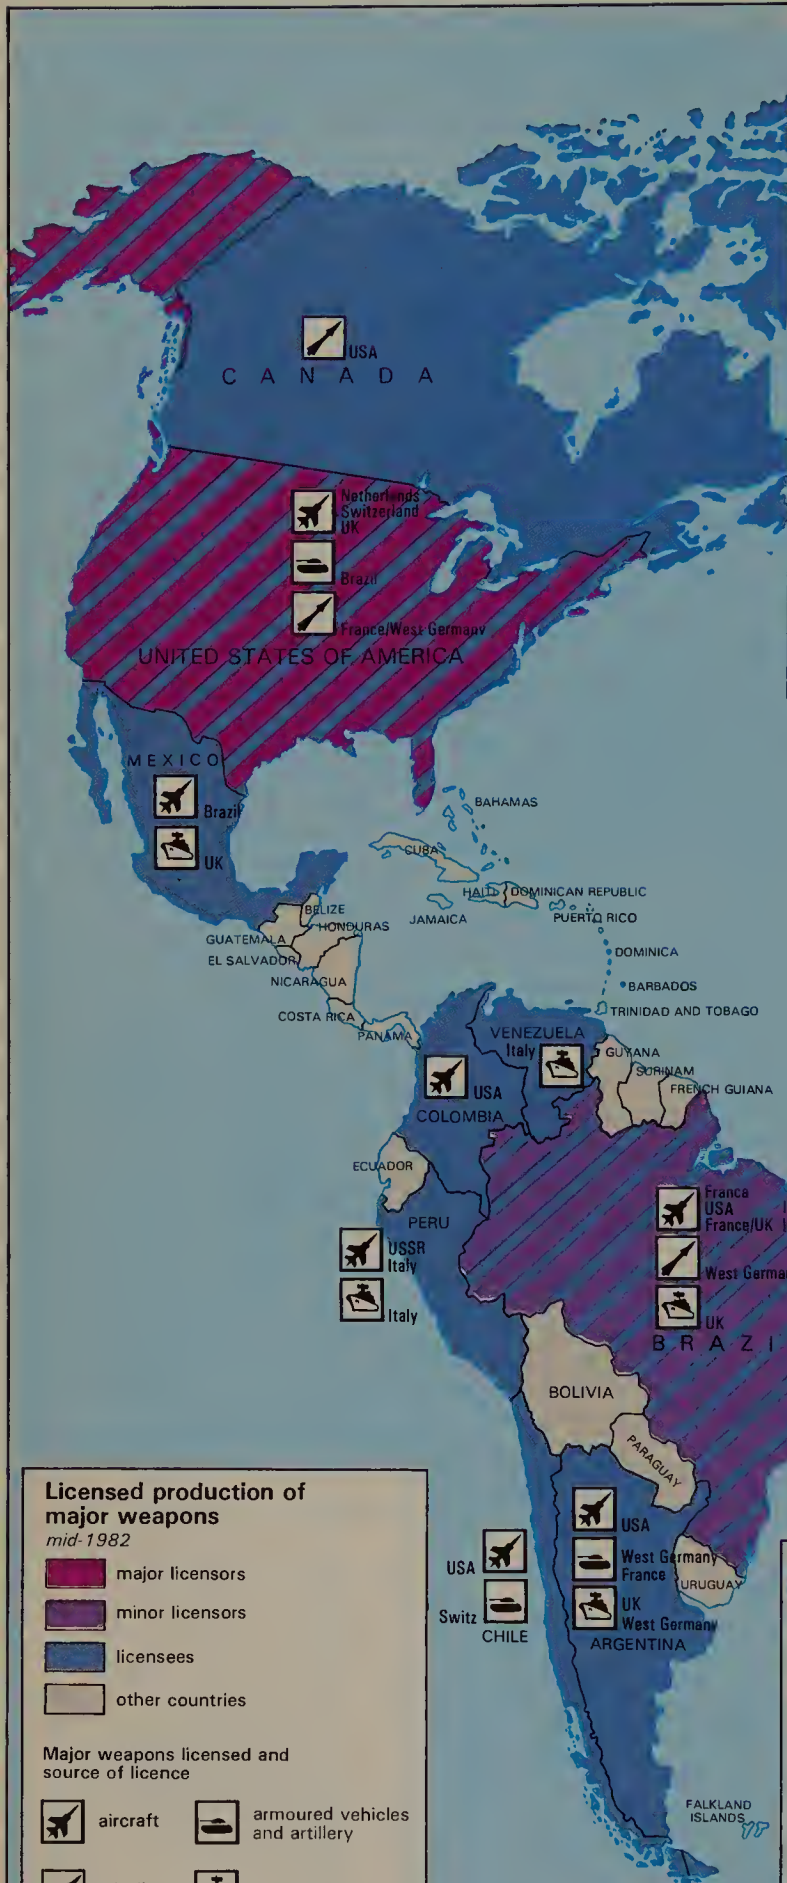 USA
CANADA
Netherlands
Switzerland
UK
Brazil
France/West Germany
UNITED STATES OF AMERICA
MEXICO
Brazil
UK
BAHAMAS
CUBA
HAITI
DOMINICAN REPUBLIC
JAMAICA
PUERTO RICO
BELIZE
HONDURAS
GUATEMALA
EL SALVADOR
NICARAGUA
COSTA RICA
PANAMA
DOMINICA
BARBADOS
TRINIDAD AND TOBAGO
VENEZUELA
Italy
GUYANA
SURINAM
FRENCH GUIANA
USA
COLOMBIA
ECUADOR
PERU
USSR
Italy
Italy
Franca
USA
France/UK
West Germa
UK
BRAZI
BOLIVIA
PARAGUAY
USA
West Germany
France
UK
West Germany
ARGENTINA
URUGUAY
USA
Switz
CHILE
FALKLAND
ISLANDS
Licensed production of
major weapons
mid-1982
major licensors
minor licensors
licensees
other countries
Major weapons licensed and
source of licence
aircraft
armoured vehicles
and artillery